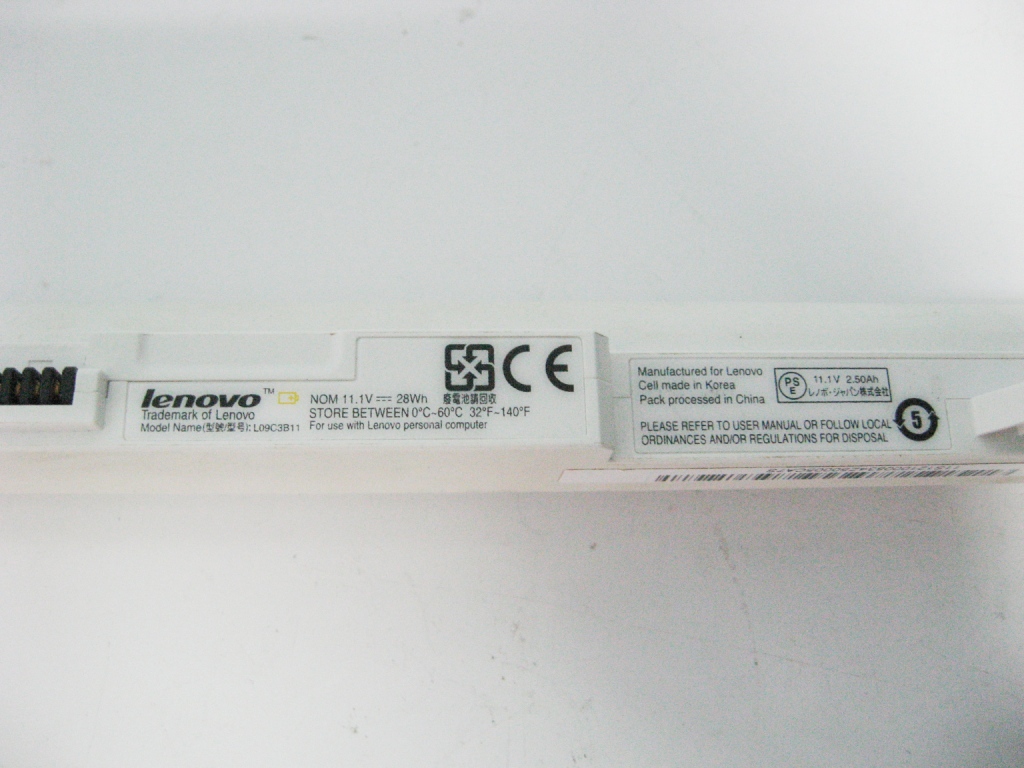 lenovo™
Trademark of Lenovo
Model Name(型號/型号): L09C3B11
NOM 11.1V 28Wh
STORE BETWEEN 0°C~60°C 32°F~140°F
For use with Lenovo personal computer
CE
廢電池請回收
Manufactured for Lenovo
Cell made in Korea
Pack processed in China
PS
E
11.1V 2.50Ah
レノボ・ジャパン株式会社
PLEASE REFER TO USER MANUAL OR FOLLOW LOCAL
ORDINANCES AND/OR REGULATIONS FOR DISPOSAL
5